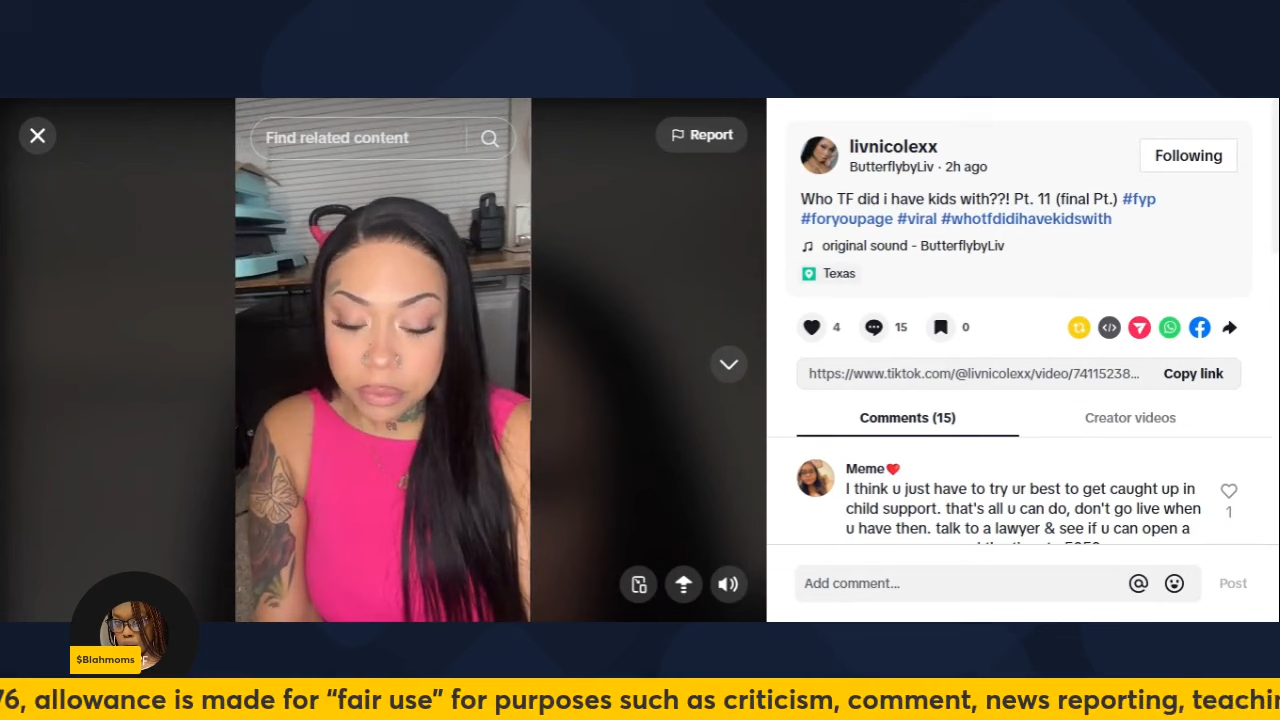 Find related content
Report
livnicolexx
ButterflybyLiv · 2h ago
Following
Who TF did i have kids with??! Pt. 11 (final Pt.) #fyp
#foryoupage #viral #whotfdidihavekidswith
original sound - ButterflybyLiv
Texas
4
15
0
https://www.tiktok.com/@livnicolexx/video/74115238...
Copy link
Comments (15)
Creator videos
Meme❤️
I think u just have to try ur best to get caught up in
child support. that's all u can do, don't go live when
u have then. talk to a lawyer & see if u can open a
1
Add comment...
Post
$Blahmoms
76, allowance is made for “fair use” for purposes such as criticism, comment, news reporting, teachin